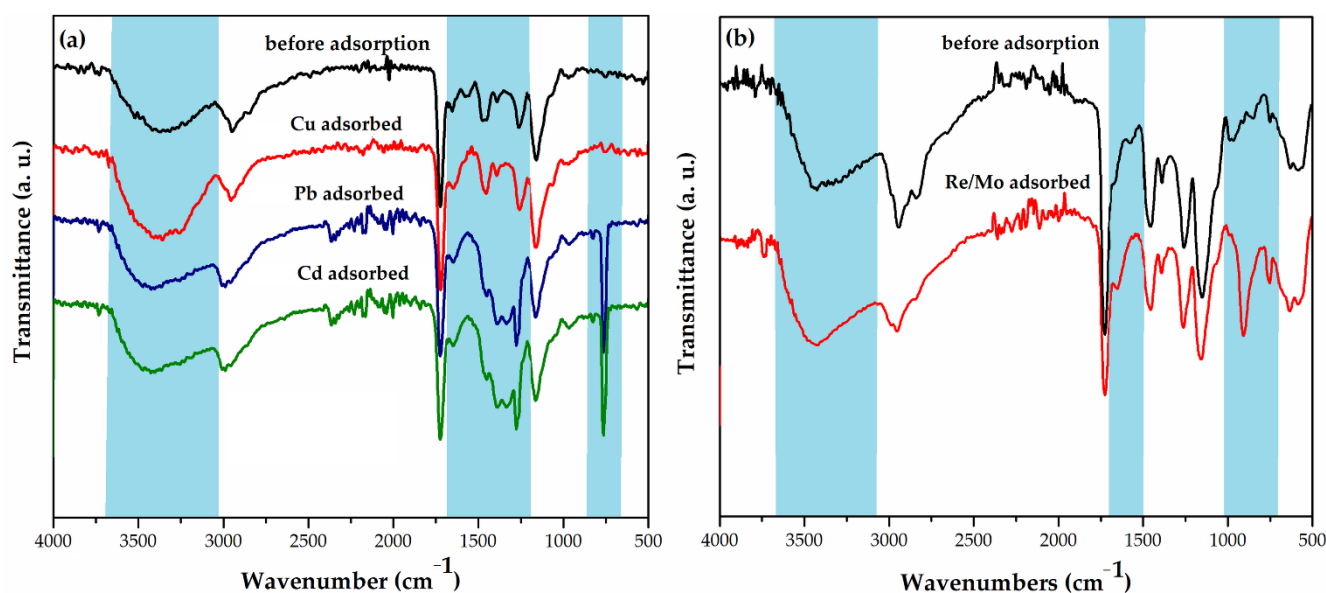 (a)
before adsorption
Cu adsorbed
Pb adsorbed
Cd adsorbed
Transmittance (a. u.)
4000 3500 3000 2500 2000 1500 1000 500
Wavenumber (cm⁻¹)
(b)
before adsorption
Re/Mo adsorbed
Transmittance (a. u.)
4000 3500 3000 2500 2000 1500 1000 500
Wavenumbers (cm⁻¹)